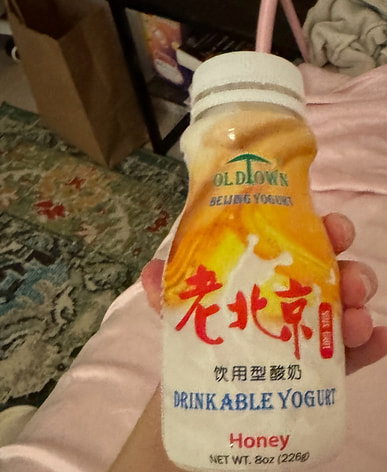 OLDTOWN
BEIJING YOGURT
老北京
饮用型酸奶
DRINKABLE YOGURT
Honey
NET WT. 8oz (226g)